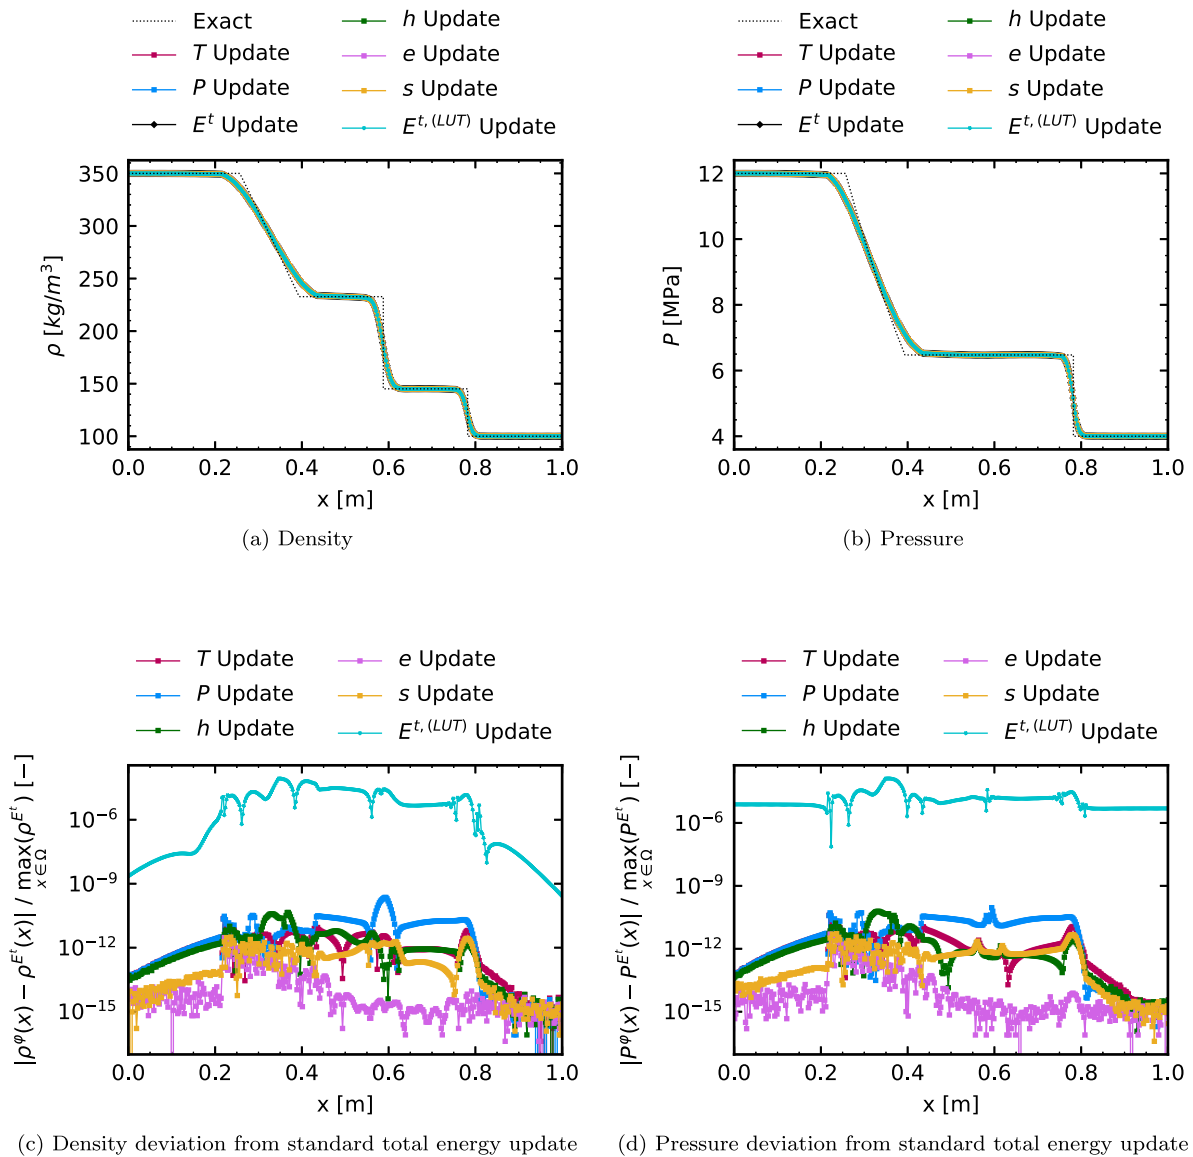 Exact
T Update
P Update
E^t Update
h Update
e Update
s Update
E^{t,(LUT)} Update
350
300
250
200
150
100
ρ [kg/m³]
0.0 0.2 0.4 0.6 0.8 1.0
x [m]
(a) Density
Exact
T Update
P Update
E^t Update
h Update
e Update
s Update
E^{t,(LUT)} Update
12
10
8
6
4
P [MPa]
0.0 0.2 0.4 0.6 0.8 1.0
x [m]
(b) Pressure
T Update
P Update
h Update
e Update
s Update
E^{t,(LUT)} Update
10⁻⁶
10⁻⁹
10⁻¹²
10⁻¹⁵
|ρ^φ(x) − ρ^{E^t}(x)| / max_{x∈Ω}(ρ^{E^t}) [−]
0.0 0.2 0.4 0.6 0.8 1.0
x [m]
(c) Density deviation from standard total energy update
T Update
P Update
h Update
e Update
s Update
E^{t,(LUT)} Update
10⁻⁶
10⁻⁹
10⁻¹²
10⁻¹⁵
|P^φ(x) − P^{E^t}(x)| / max_{x∈Ω}(P^{E^t}) [−]
0.0 0.2 0.4 0.6 0.8 1.0
x [m]
(d) Pressure deviation from standard total energy update